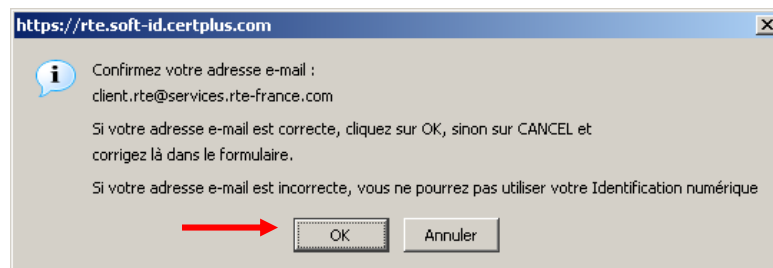 https://rte.soft-id.certplus.com
Confirmez votre adresse e-mail :
client.rte@services.rte-france.com
Si votre adresse e-mail est correcte, cliquez sur OK, sinon sur CANCEL et
corrigez là dans le formulaire.
Si votre adresse e-mail est incorrecte, vous ne pourrez pas utiliser votre Identification numérique
OK
Annuler